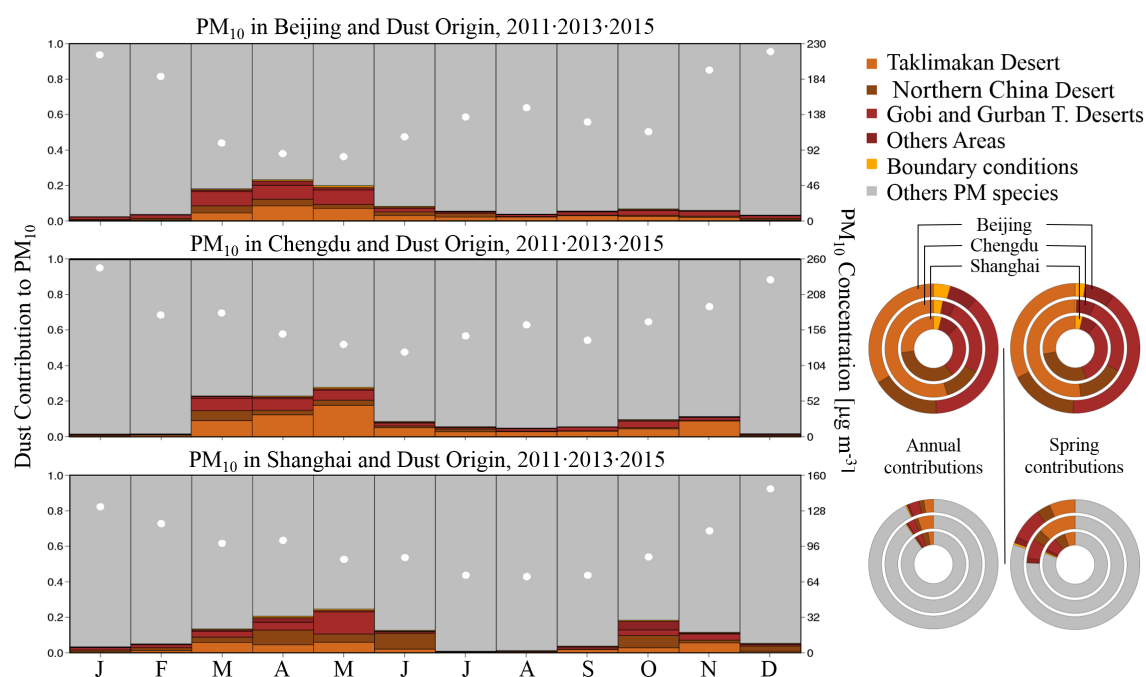 PM10 in Beijing and Dust Origin, 2011·2013·2015
1.0
0.8
0.6
0.4
0.2
0.0
230
184
138
92
46
0
PM10 in Chengdu and Dust Origin, 2011·2013·2015
1.0
0.8
0.6
0.4
0.2
0.0
260
208
156
104
52
0
PM10 in Shanghai and Dust Origin, 2011·2013·2015
1.0
0.8
0.6
0.4
0.2
0.0
160
128
96
64
32
0
J F M A M J J A S O N D
Dust Contribution to PM10
PM10 Concentration [µg m-3]
Taklimakan Desert
Northern China Desert
Gobi and Gurban T. Deserts
Others Areas
Boundary conditions
Others PM species
Beijing
Chengdu
Shanghai
Annual
contributions
Spring
contributions